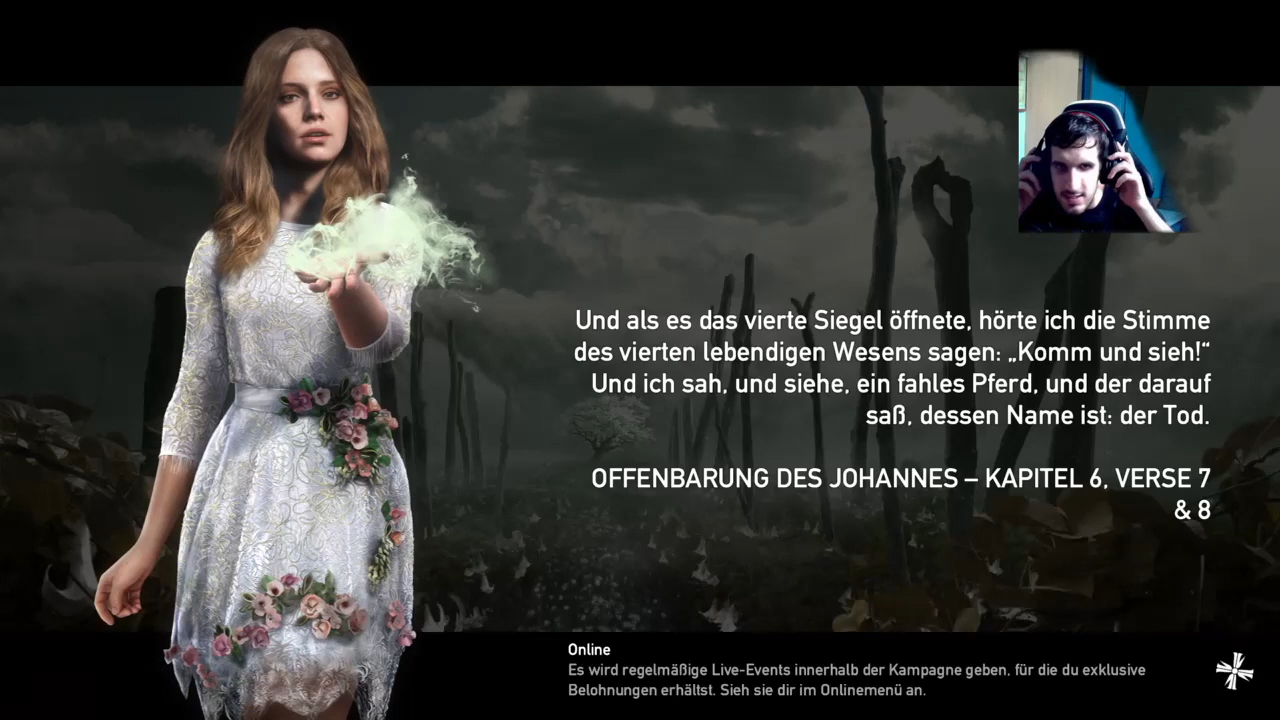 Und als es das vierte Siegel öffnete, hörte ich die Stimme
des vierten lebendigen Wesens sagen: „Komm und sieh!“
Und ich sah, und siehe, ein fahles Pferd, und der darauf
saß, dessen Name ist: der Tod.
OFFENBARUNG DES JOHANNES – KAPITEL 6, VERSE 7
& 8
Online
Es wird regelmäßige Live-Events innerhalb der Kampagne geben, für die du exklusive
Belohnungen erhältst. Sieh sie dir im Onlinemenü an.